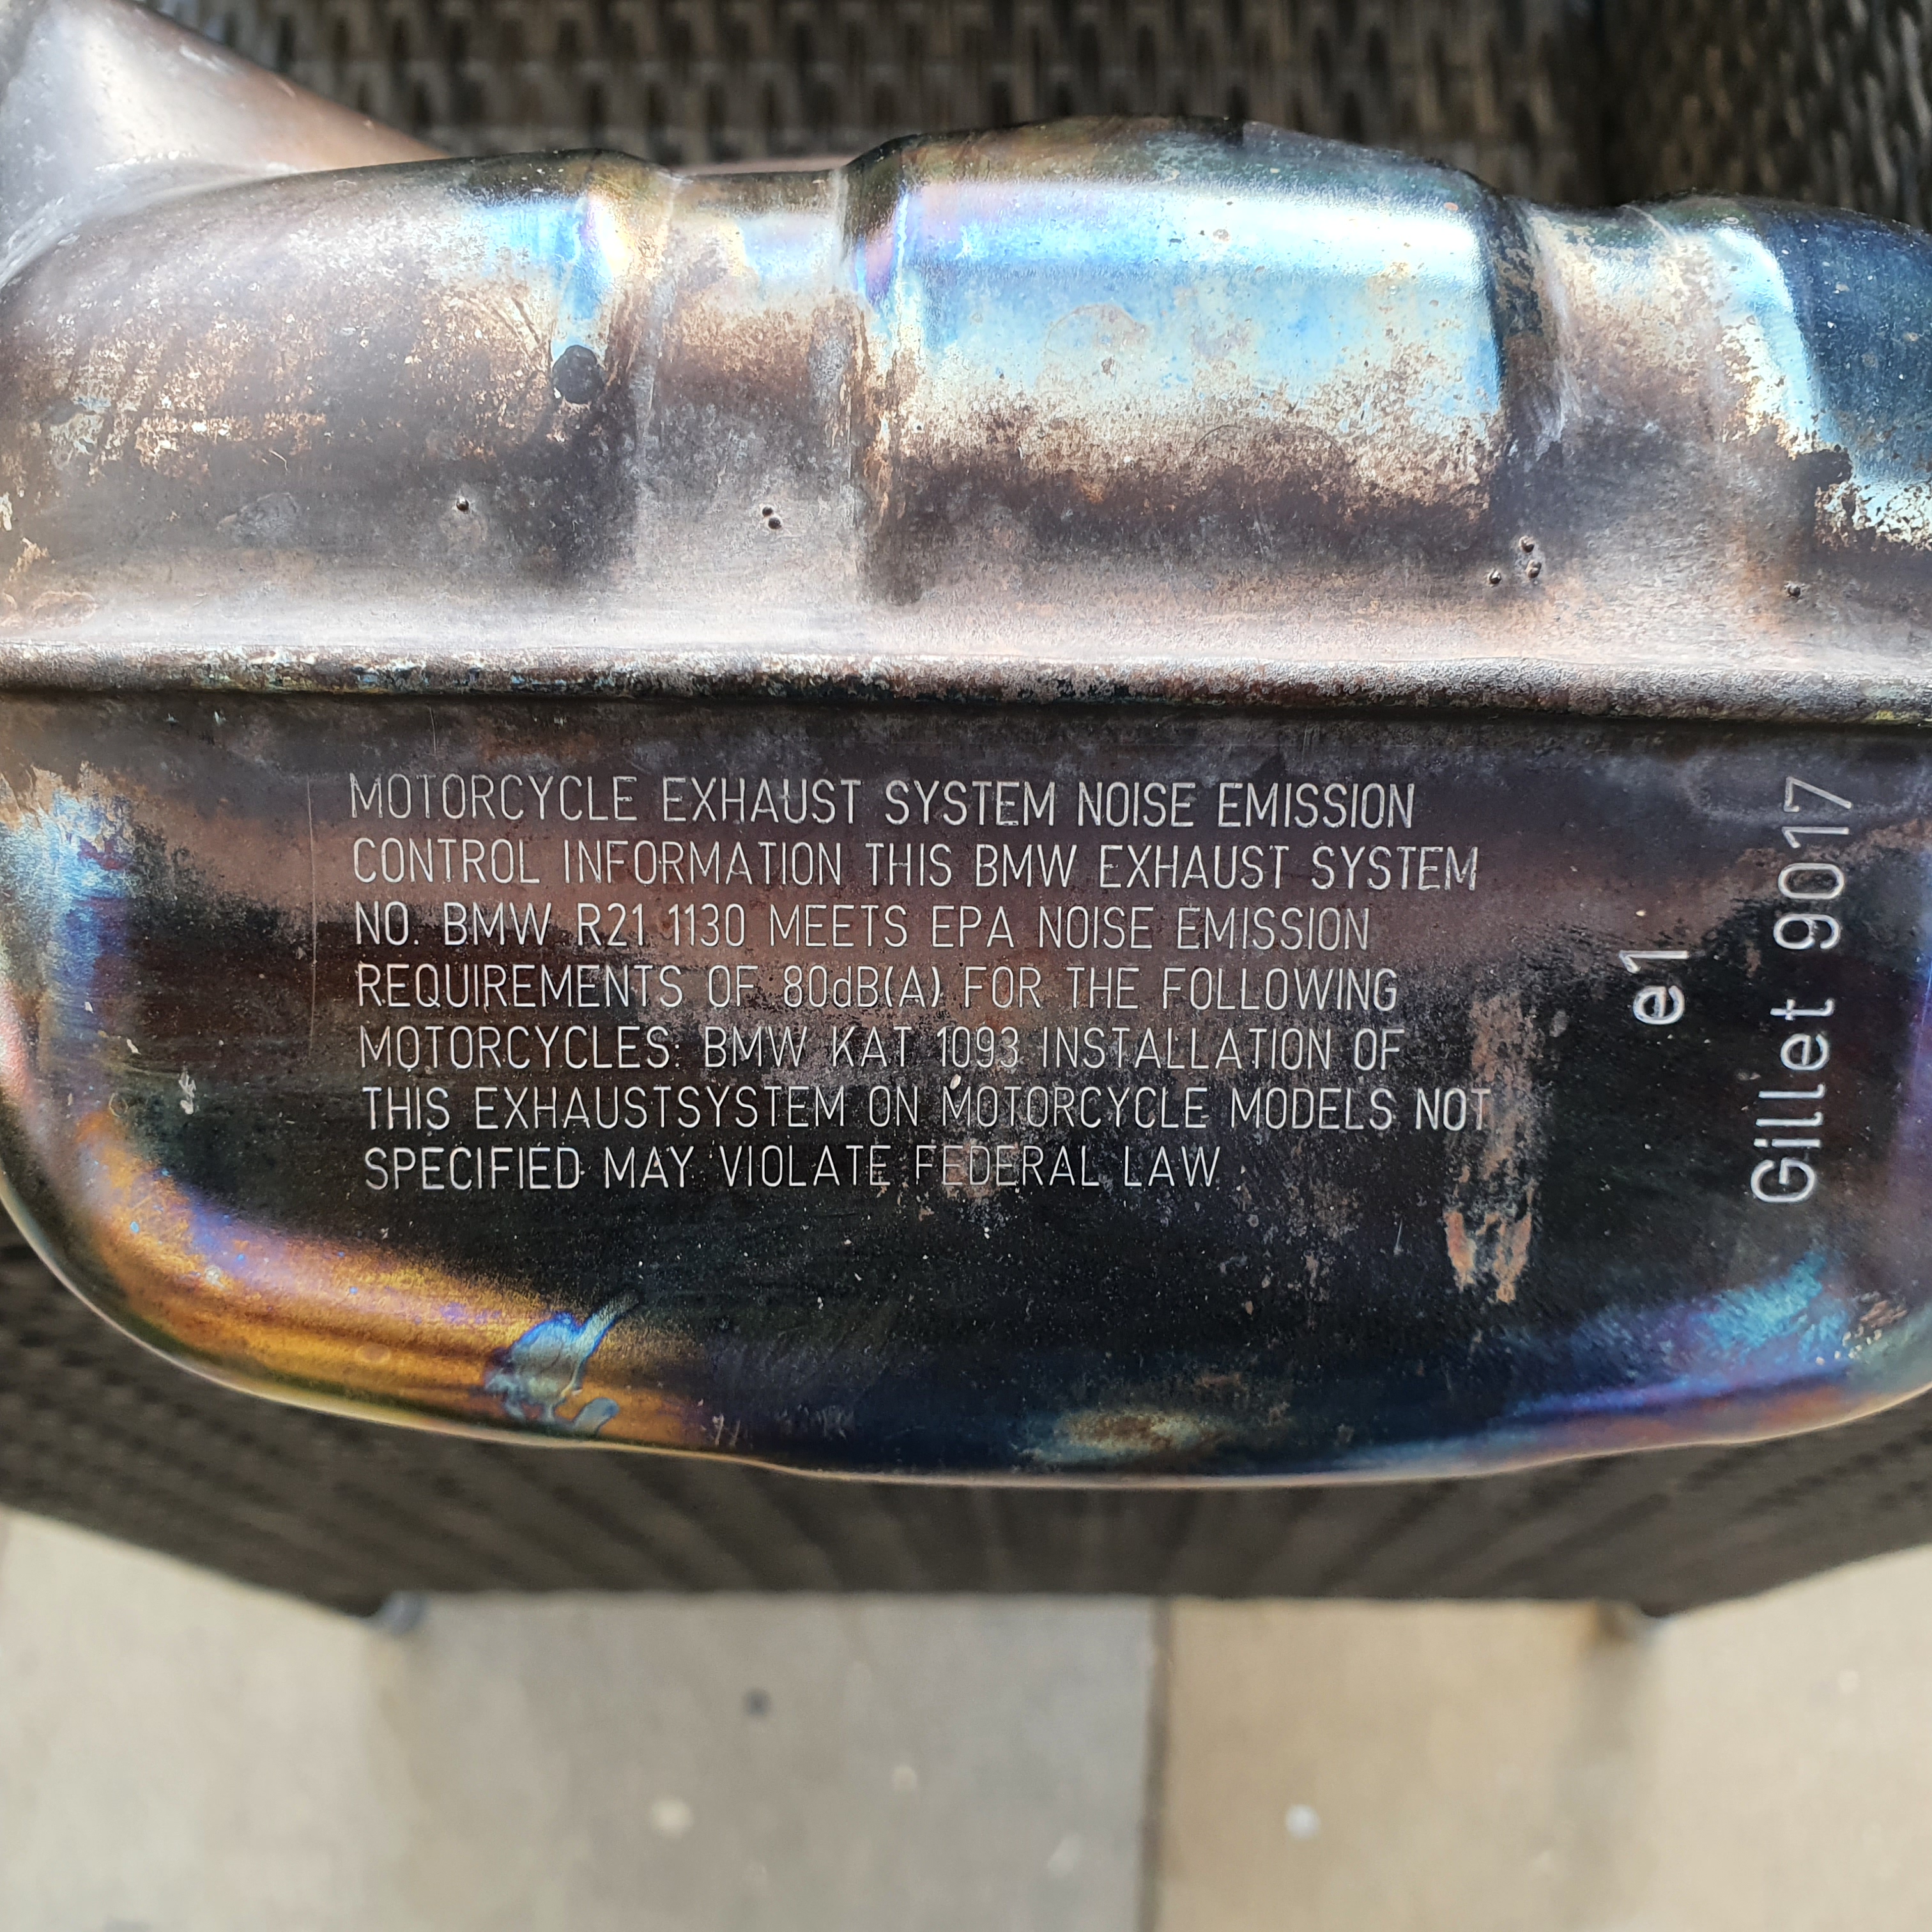 MOTORCYCLE EXHAUST SYSTEM NOISE EMISSION
CONTROL INFORMATION THIS BMW EXHAUST SYSTEM
NO. BMW R21 1130 MEETS EPA NOISE EMISSION
REQUIREMENTS OF 80dB(A) FOR THE FOLLOWING
MOTORCYCLES: BMW KAT 1093 INSTALLATION OF
THIS EXHAUSTSYSTEM ON MOTORCYCLE MODELS NOT
SPECIFIED MAY VIOLATE FEDERAL LAW.
e1
Gillet 9017